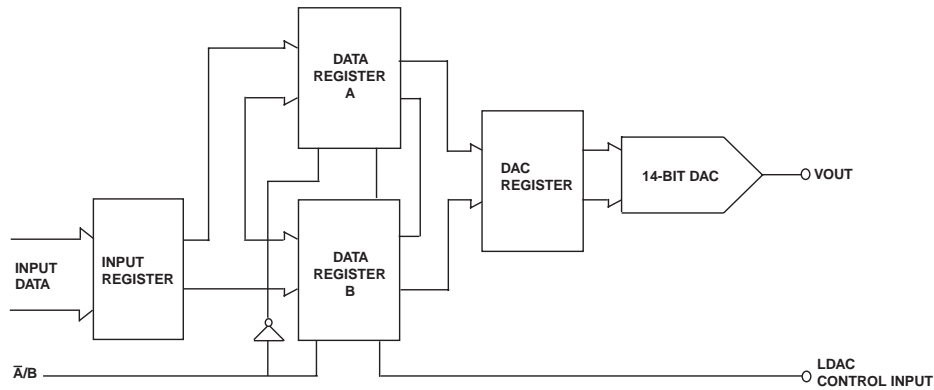 DATA
REGISTER
A
DAC
REGISTER
14-BIT DAC
VOUT
INPUT
DATA
INPUT
REGISTER
DATA
REGISTER
B
A̅/B
LDAC
CONTROL INPUT